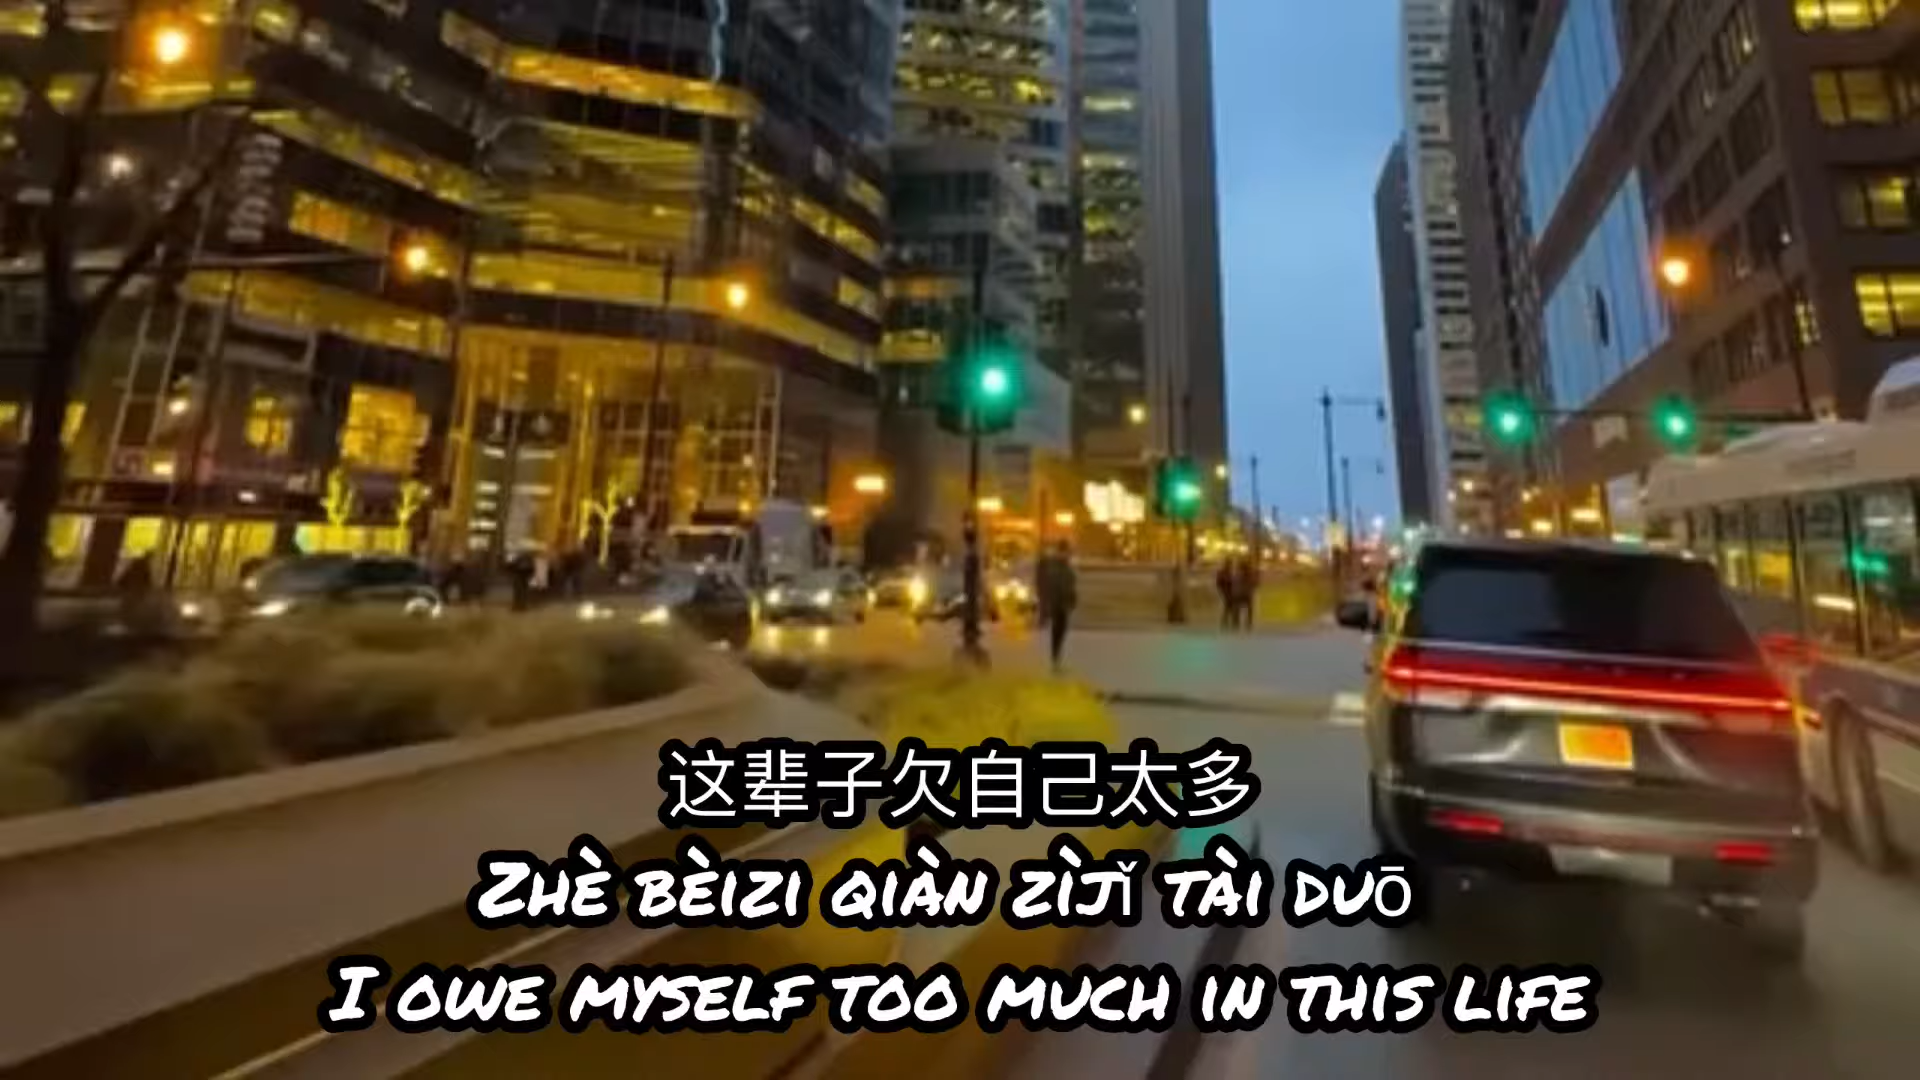 这辈子欠自己太多
Zhè bèizi qiàn zìjǐ tài duō
I owe myself too much in this life